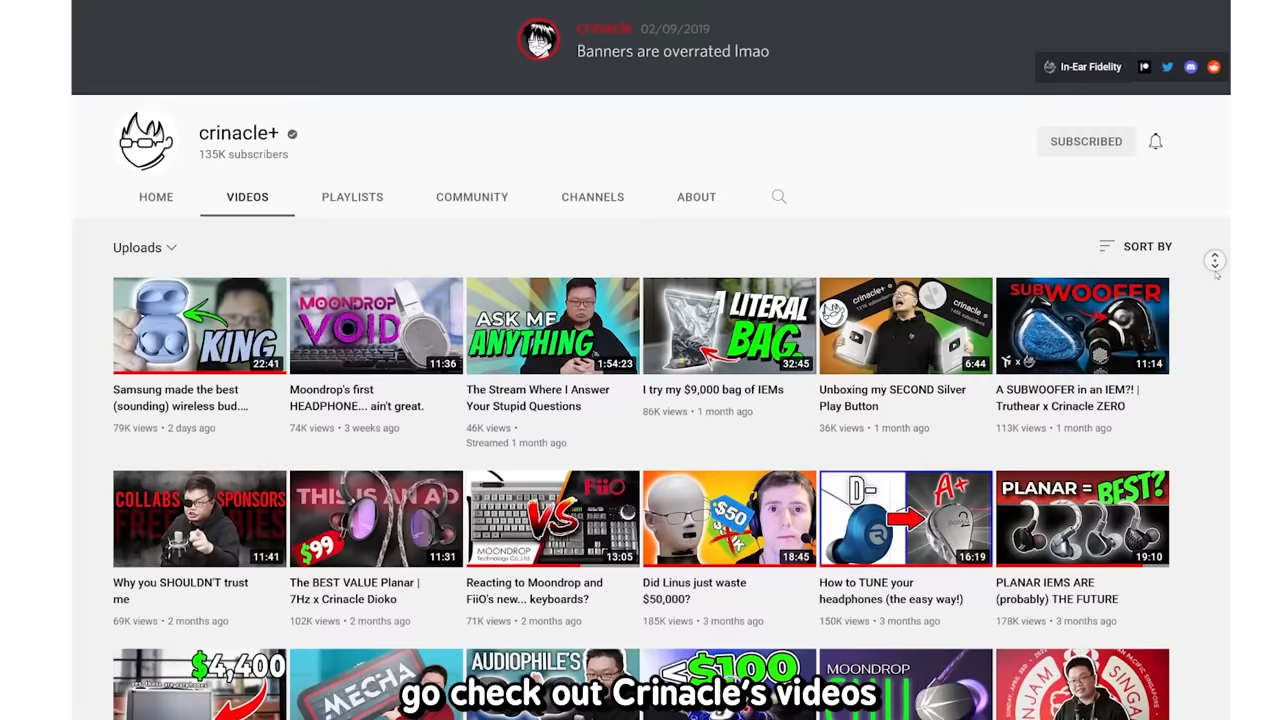 crinacle 02/09/2019
Banners are overrated lmao
In-Ear Fidelity
crinacle+
135K subscribers
SUBSCRIBED
HOME VIDEOS PLAYLISTS COMMUNITY CHANNELS ABOUT
Uploads SORT BY
KING
22:41
MOONDROP
VOID
11:36
ASK ME
ANYTHING
1:54:23
1 LITERAL
BAG
32:45
crinacle+
crinacle
6:44
SUBWOOFER
11:14
Samsung made the best
(sounding) wireless bud....
79K views • 2 days ago
Moondrop's first
HEADPHONE... ain't great.
74K views • 3 weeks ago
The Stream Where I Answer
Your Stupid Questions
46K views •
Streamed 1 month ago
I try my $9,000 bag of IEMs
86K views • 1 month ago
Unboxing my SECOND Silver
Play Button
36K views • 1 month ago
A SUBWOOFER in an IEM?! |
Truthear x Crinacle ZERO
113K views • 1 month ago
COLLABS SPONSORS
11:41
THIS IS AN AD
$99
11:31
FiiO
VS
MOONDROP
Technology Co.,Ltd.
13:05
$50
18:45
D-
A+
16:19
PLANAR = BEST?
19:10
Why you SHOULDN'T trust
me
69K views • 2 months ago
The BEST VALUE Planar |
7Hz x Crinacle Dioko
102K views • 2 months ago
Reacting to Moondrop and
FiiO's new... keyboards?
71K views • 2 months ago
Did Linus just waste
$50,000?
185K views • 3 months ago
How to TUNE your
headphones (the easy way!)
150K views • 3 months ago
PLANAR IEMS ARE
(probably) THE FUTURE
178K views • 3 months ago
$4,400
MECHA
AUDIOPHILE'S
<$100
MOONDROP
go check out Crinacle's videos